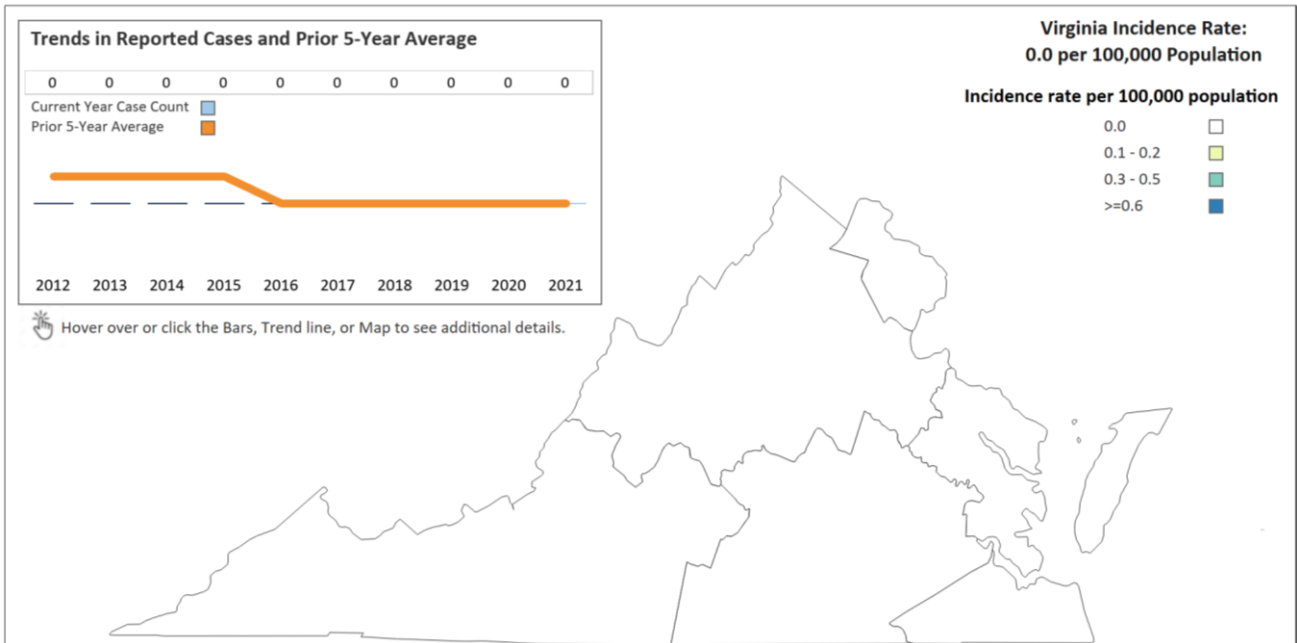 Trends in Reported Cases and Prior 5-Year Average
0 0 0 0 0 0 0 0 0 0
Current Year Case Count
Prior 5-Year Average
2012 2013 2014 2015 2016 2017 2018 2019 2020 2021
Hover over or click the Bars, Trend line, or Map to see additional details.
Virginia Incidence Rate:
0.0 per 100,000 Population
Incidence rate per 100,000 population
0.0
0.1 - 0.2
0.3 - 0.5
>=0.6